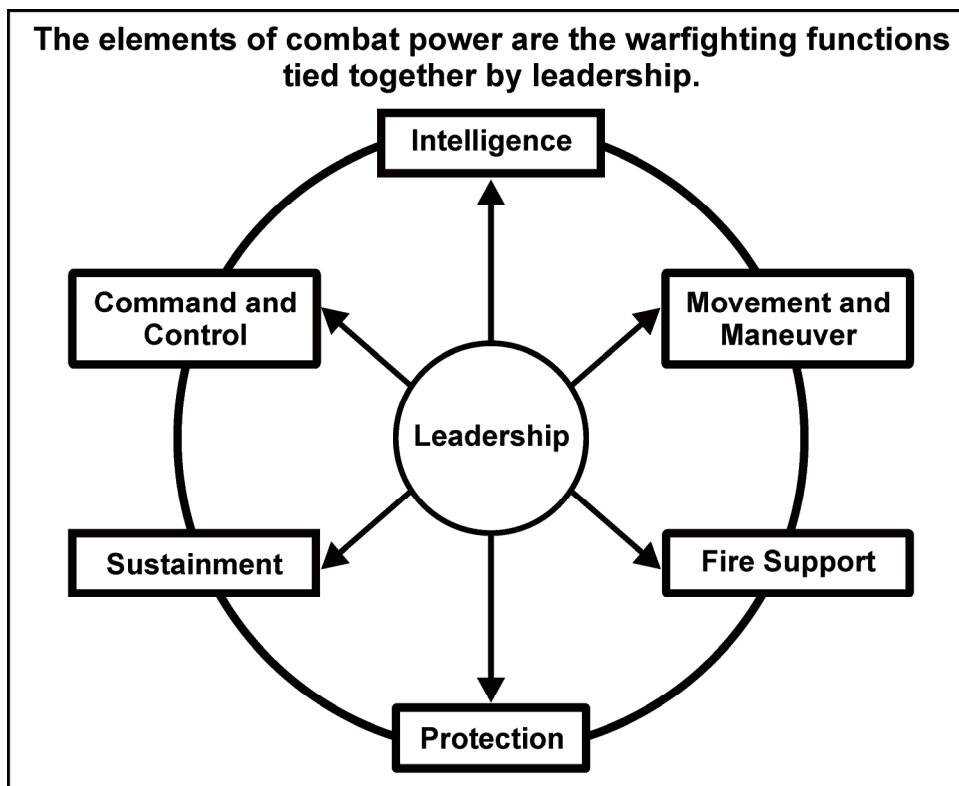 The elements of combat power are the warfighting functions
tied together by leadership.
Intelligence
Command and
Control
Movement and
Maneuver
Leadership
Sustainment
Fire Support
Protection